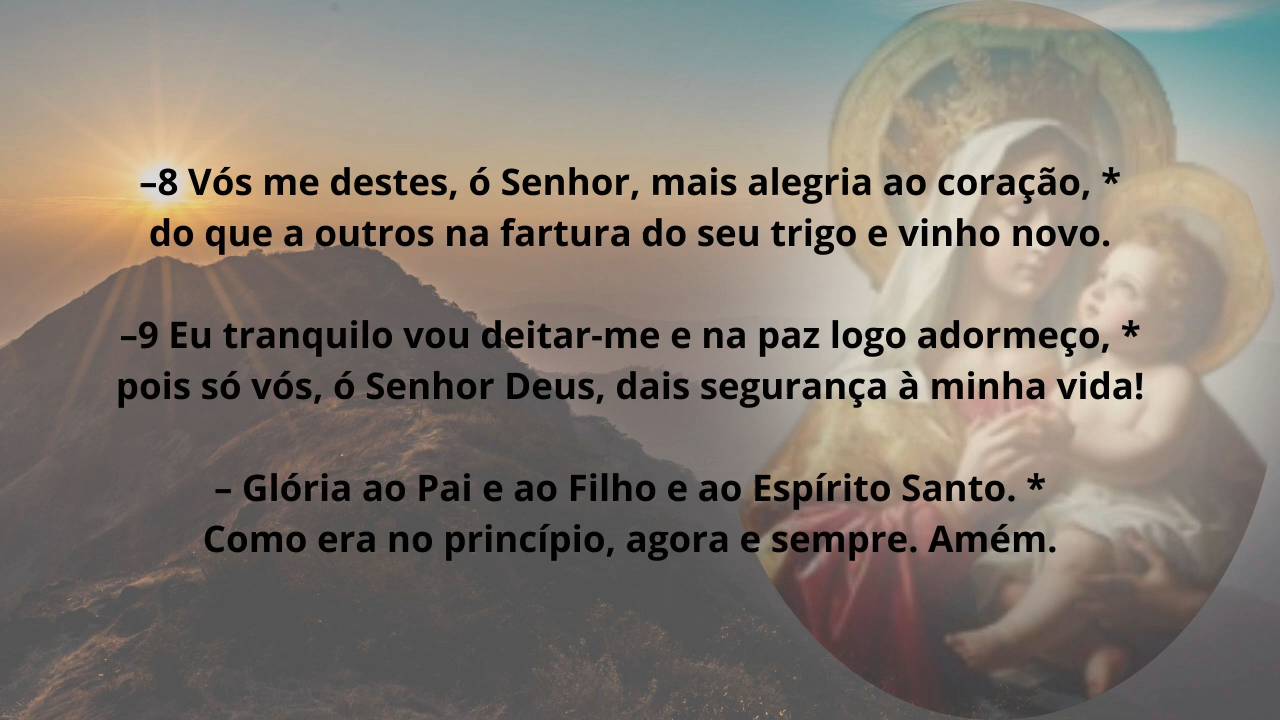 –8 Vós me destes, ó Senhor, mais alegria ao coração, *
do que a outros na fartura do seu trigo e vinho novo.
–9 Eu tranquilo vou deitar-me e na paz logo adormeço, *
pois só vós, ó Senhor Deus, dais segurança à minha vida!
– Glória ao Pai e ao Filho e ao Espírito Santo. *
Como era no princípio, agora e sempre. Amém.